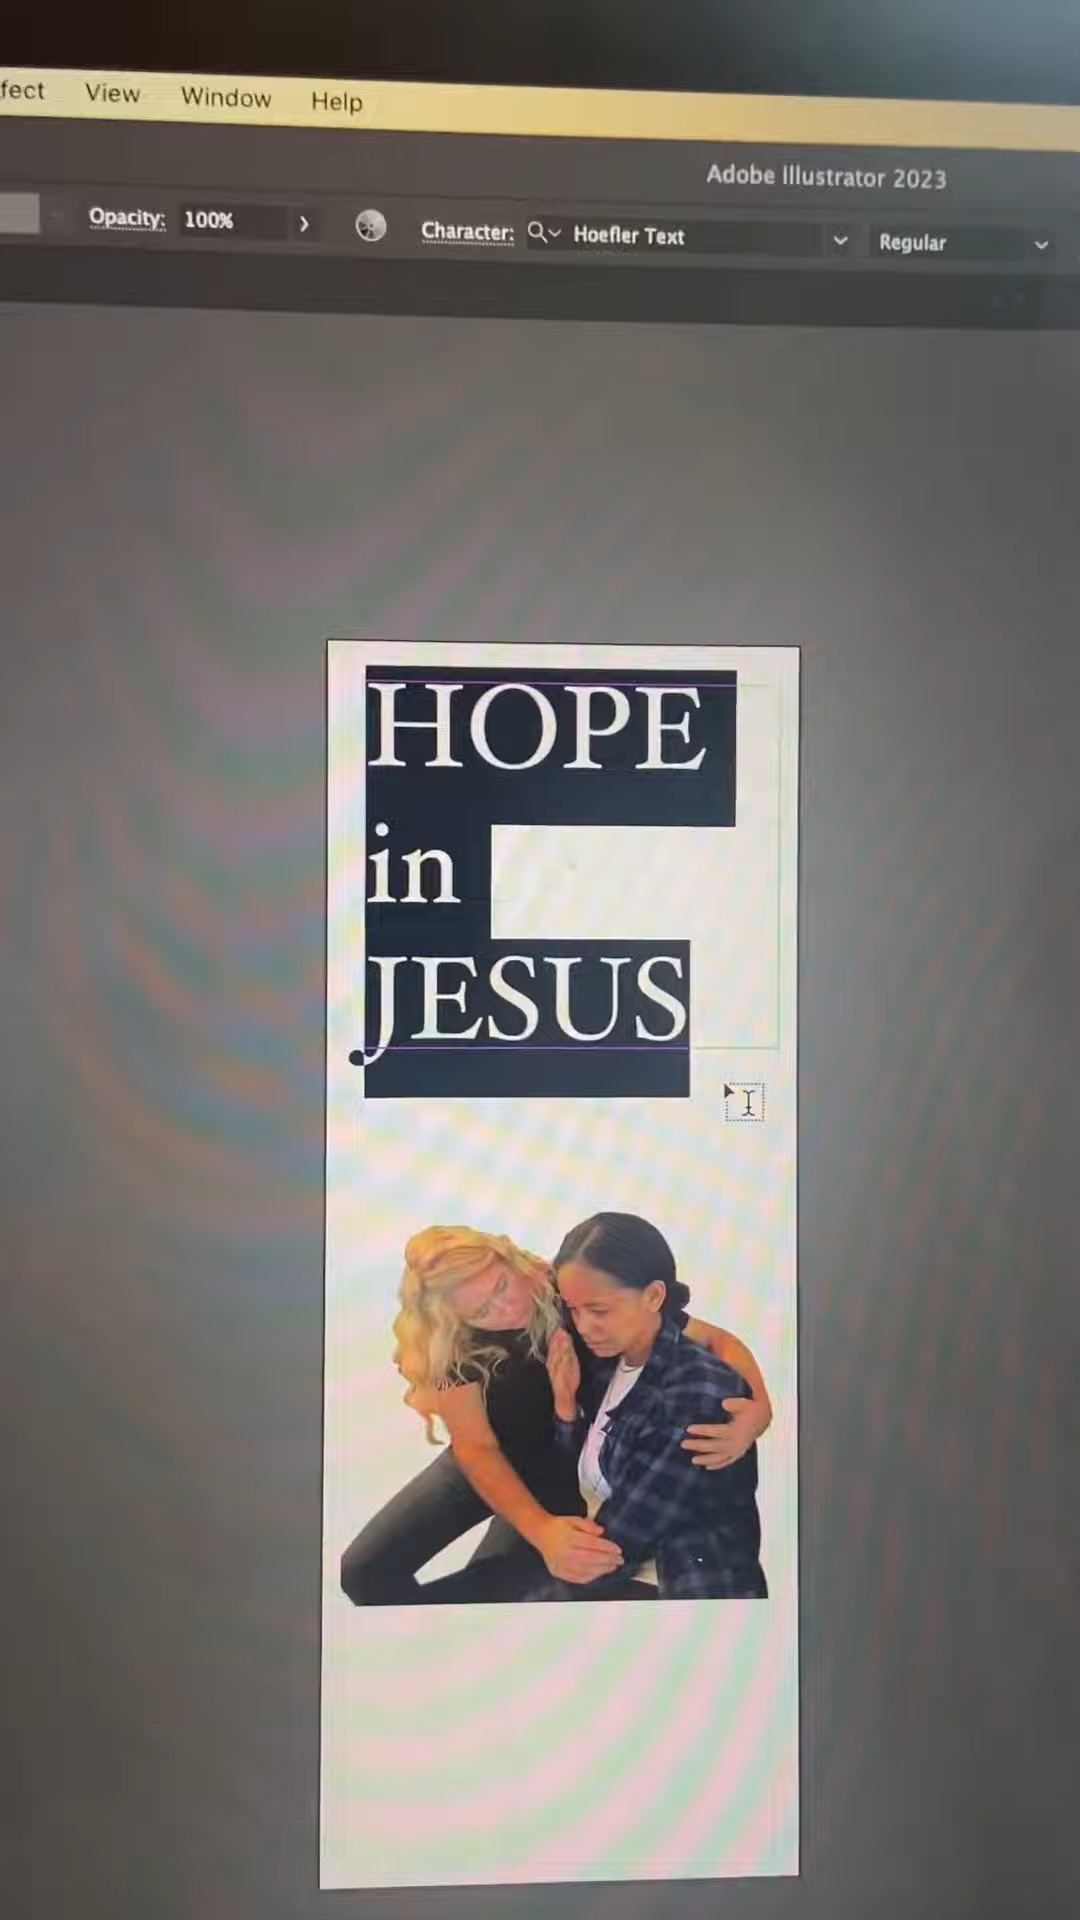 fect View Window Help
Adobe Illustrator 2023
Opacity: 100% Character: Hoefler Text Regular
HOPE
in
JESUS